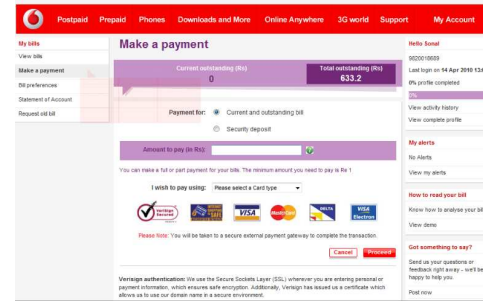 Postpaid Prepaid Phones Downloads and More Online Anywhere 3G world Support My Account
My bills
View bills
Make a payment
Bill preferences
Statement of Account
Request old bill
Make a payment
Current outstanding (Rs)
0
Total outstanding (Rs)
633.2
Payment for:
Current and outstanding bill
Security deposit
Amount to pay (in Rs):
You can make a full or part payment for your bills. The minimum amount you need to pay is Re 1
I wish to pay using: Please select a Card type
VeriSign
Secured
VISA
MasterCard
DELTA
VISA
Electron
Please Note: You will be taken to a secure external payment gateway to complete the transaction.
Cancel Proceed
Verisign authentication: We use the Secure Sockets Layer (SSL) wherever you are entering personal or
payment information, which ensures safe encryption. Additionally, Verisign has issued us a certificate which
allows us to use our domain name in a secure environment.
Hello Sonal
Last login on 14 Apr 2010
0% profile completed
0%
View activity history
View complete profile
My alerts
No Alerts
View my alerts
How to read your bill
Know how to analyse your bill
View demo
Got something to say?
Send us your questions or
feedback right away - we'll be
happy to help you.
Post now